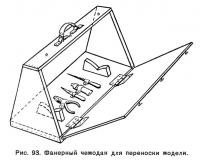 Рис. 93. Фанерный чемодан для переноски модели.